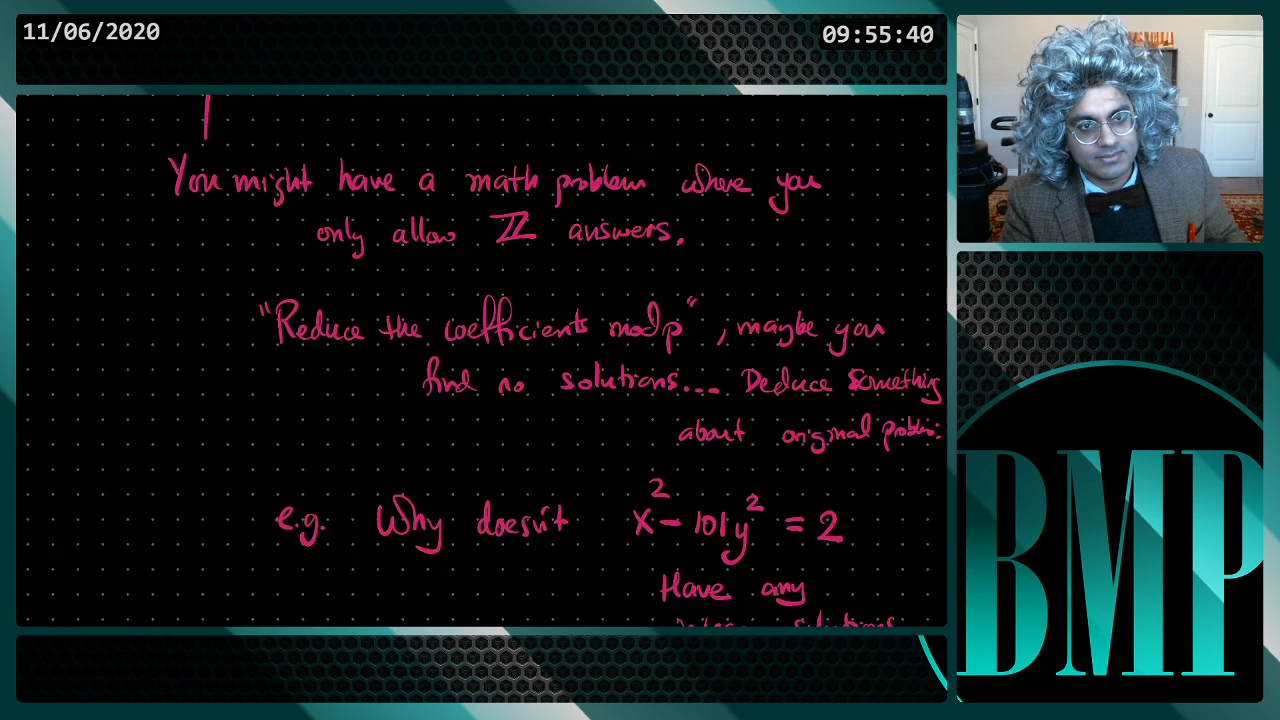 11/06/2020
09:55:40
You might have a math problem where you
only allow ℤ answers.
"Reduce the coefficients mod p", maybe you
find no solutions... Deduce something
about original problem:
e.g. Why doesn't x² - 101y² = 2
Have any
solutions
BMP